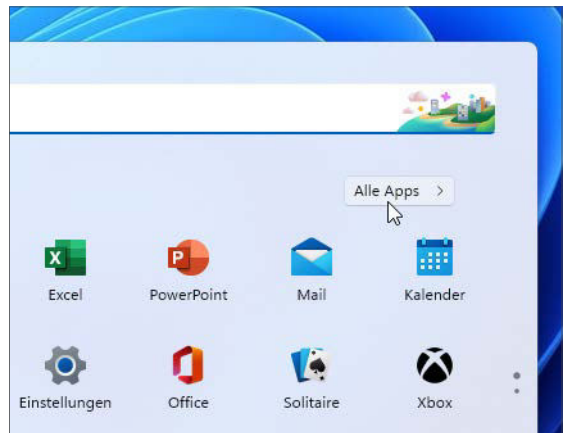 Alle Apps
Excel PowerPoint Mail Kalender
Einstellungen Office Solitaire Xbox